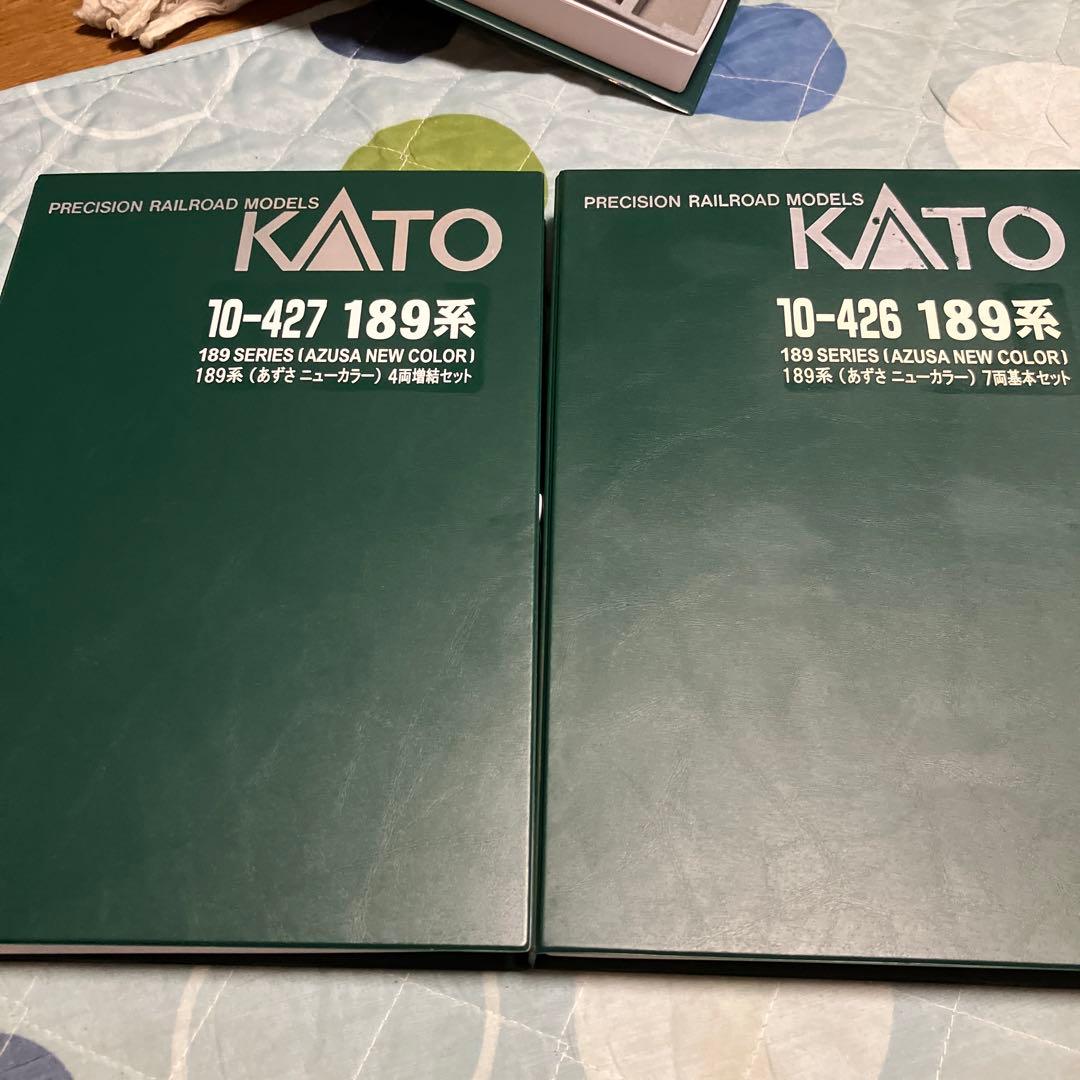 PRECISION RAILROAD MODELS
KATO
10-427 189系
189 SERIES (AZUSA NEW COLOR)
189系 (あずさ ニューカラー) 4両増結セット
PRECISION RAILROAD MODELS
KATO
10-426 189系
189 SERIES (AZUSA NEW COLOR)
189系 (あずさ ニューカラー) 7両基本セット